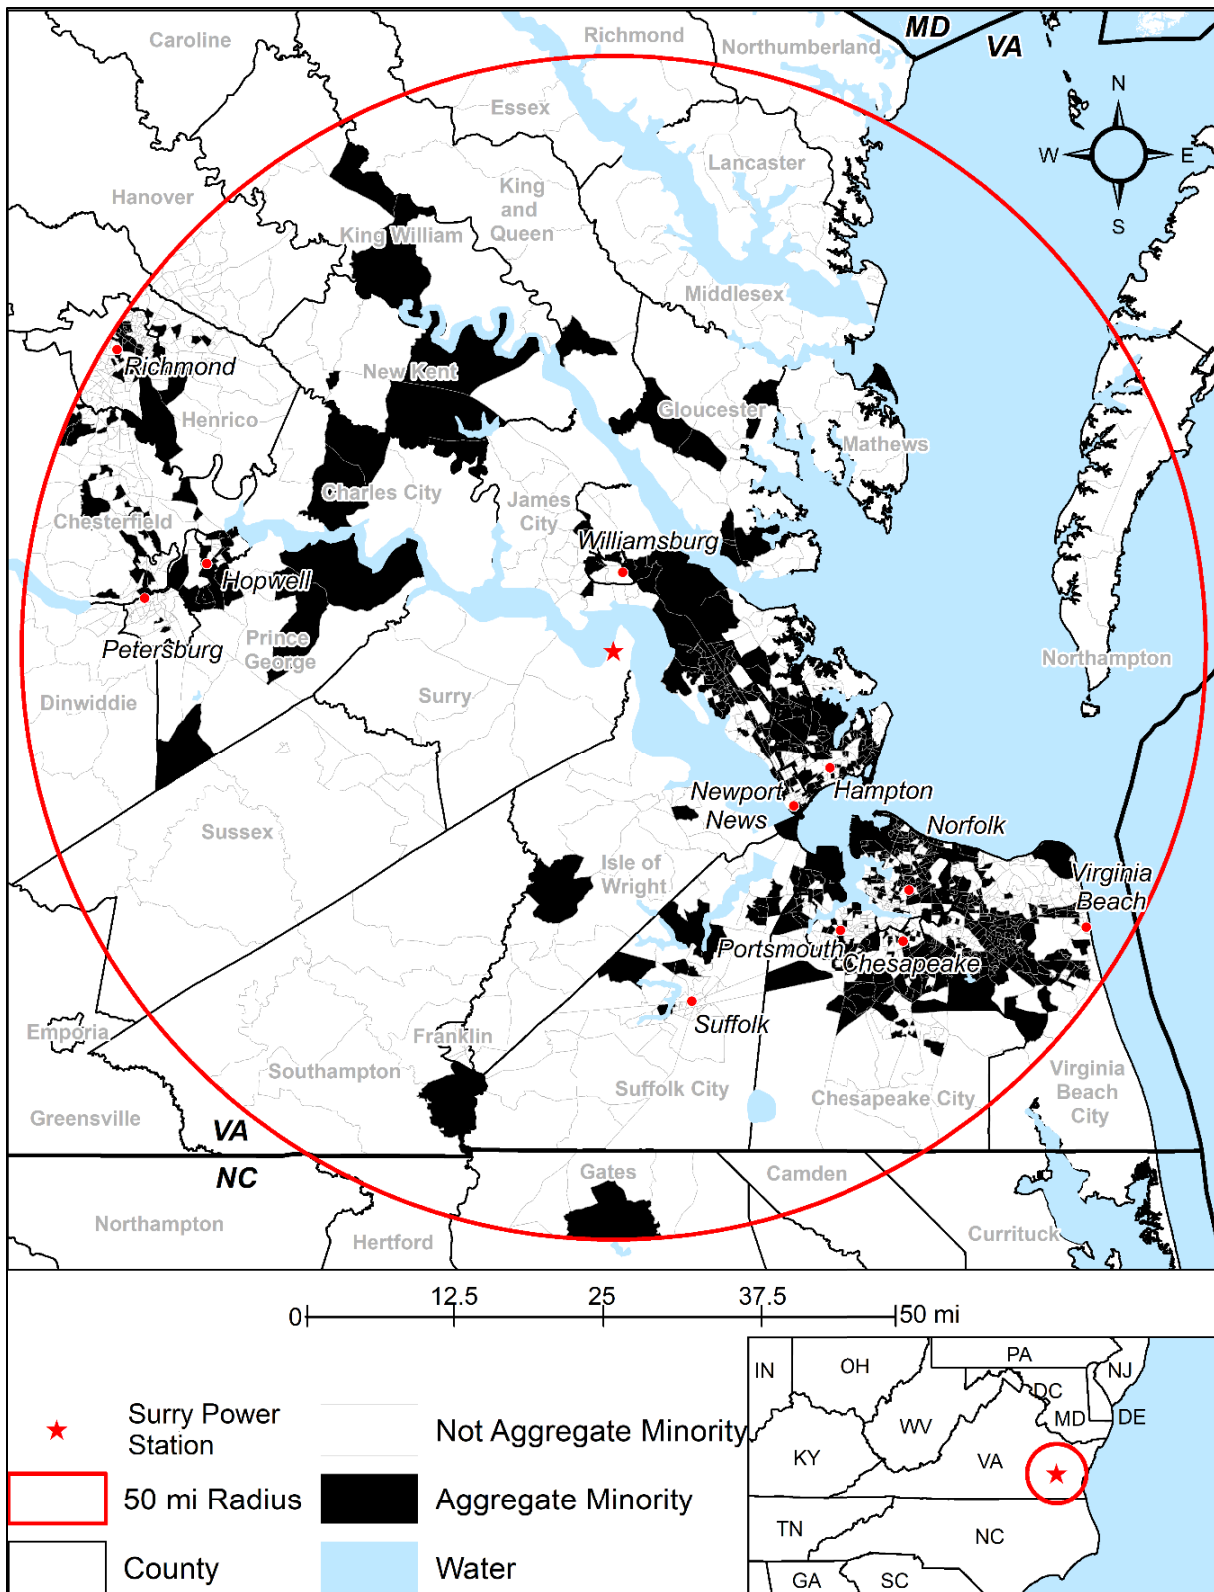 Caroline
Richmond
Northumberland
MD
VA
Essex
N
W
E
S
Lancaster
Hanover
King
and
Queen
King William
Middlesex
Richmond
New Kent
Henrico
Gloucester
Mathews
Charles City
James
City
Chesterfield
Williamsburg
Hopwell
Petersburg
Prince
George
Northampton
Dinwiddie
Surry
Newport
News
Hampton
Norfolk
Sussex
Isle of
Wright
Virginia
Beach
Portsmouth
Chesapeake
Suffolk
Emporia
Franklin
Southampton
Suffolk City
Chesapeake City
Virginia
Beach
City
Greensville
VA
NC
Gates
Camden
Northampton
Hertford
Currituck
0
12.5
25
37.5
50 mi
Surry Power
Station
Not Aggregate Minority
50 mi Radius
Aggregate Minority
County
Water
IN
OH
PA
NJ
DC
MD
DE
WV
KY
VA
TN
NC
GA
SC